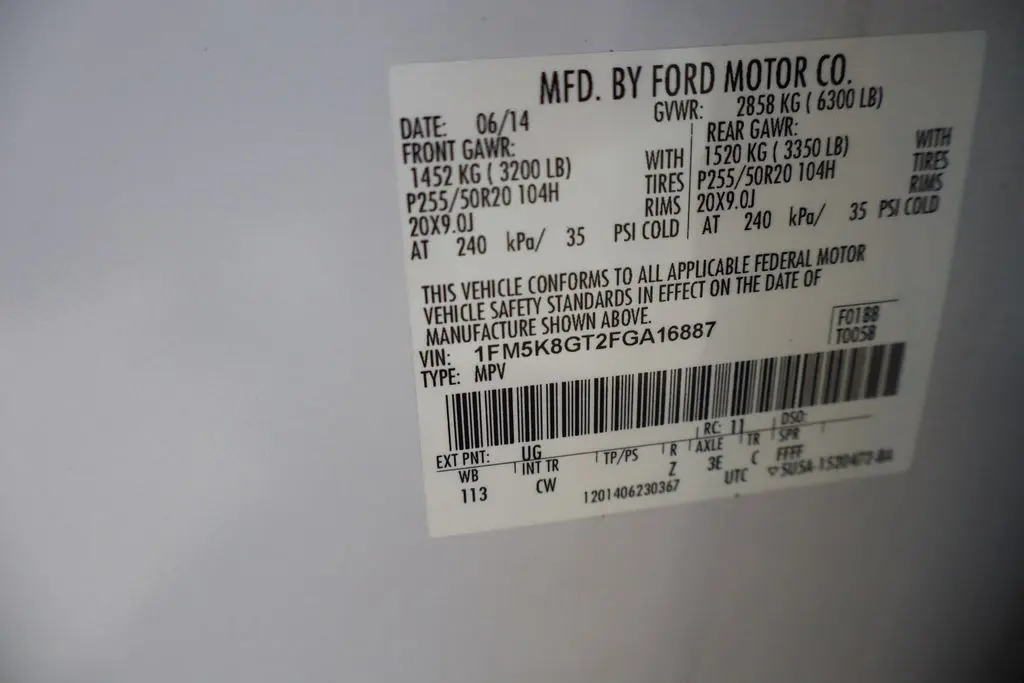 MFD. BY FORD MOTOR CO.
DATE: 06/14 GVWR: 2858 KG ( 6300 LB)
FRONT GAWR: REAR GAWR:
1452 KG ( 3200 LB) WITH 1520 KG ( 3350 LB) WITH
P255/50R20 104H TIRES P255/50R20 104H TIRES
20X9.0J RIMS 20X9.0J RIMS
AT 240 kPa/ 35 PSI COLD AT 240 kPa/ 35 PSI COLD
THIS VEHICLE CONFORMS TO ALL APPLICABLE FEDERAL MOTOR
VEHICLE SAFETY STANDARDS IN EFFECT ON THE DATE OF
MANUFACTURE SHOWN ABOVE.
VIN: 1FM5K8GT2FGA16887 F0188
TYPE: MPV T0058
EXT PNT: UG RC: 11 DSO:
WB INT TR TP/PS R AXLE TR SPR
113 CW Z 3E C FFFF
1201406230367 UTC